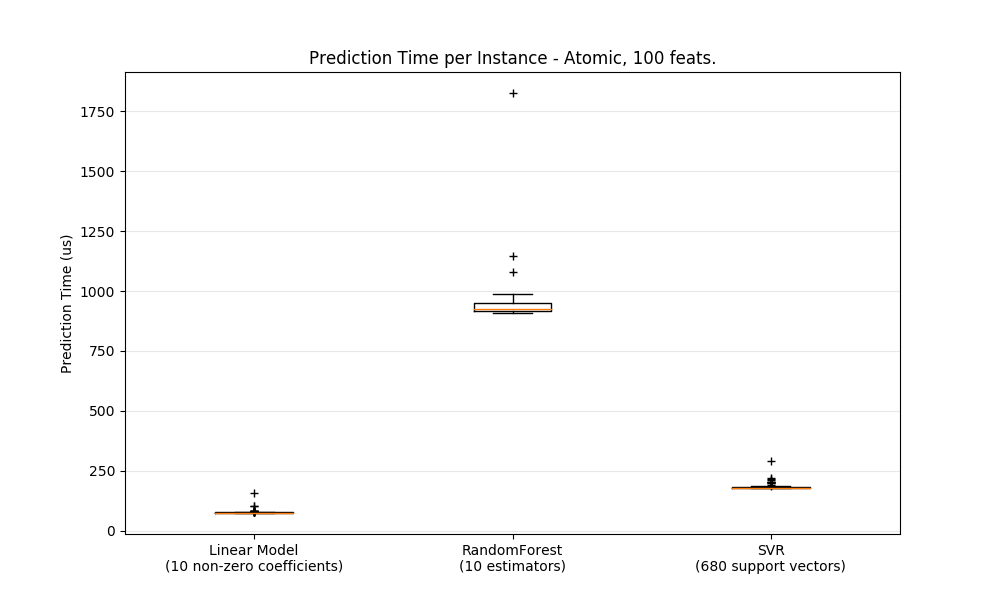 Prediction Time per Instance - Atomic, 100 feats.
Prediction Time (us)
1750
1500
1250
1000
750
500
250
0
Linear Model
(10 non-zero coefficients)
RandomForest
(10 estimators)
SVR
(680 support vectors)